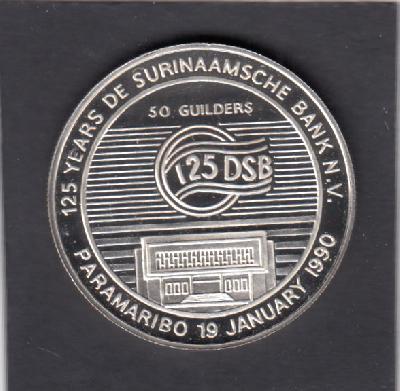 125 YEARS DE SURINAAMSCHE BANK N.V.
50 GUILDERS
125 DSB
PARAMARIBO 19 JANUARY 1990